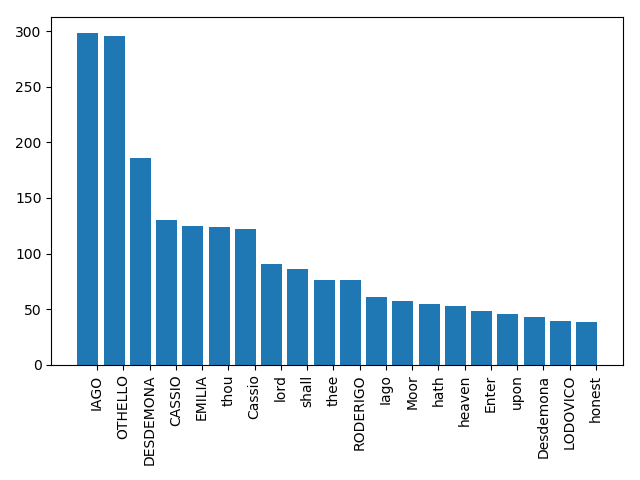 300
250
200
150
100
50
0
IAGO
OTHELLO
DESDEMONA
CASSIO
EMILIA
thou
Cassio
lord
shall
thee
RODERIGO
Iago
Moor
hath
heaven
Enter
upon
Desdemona
LODOVICO
honest